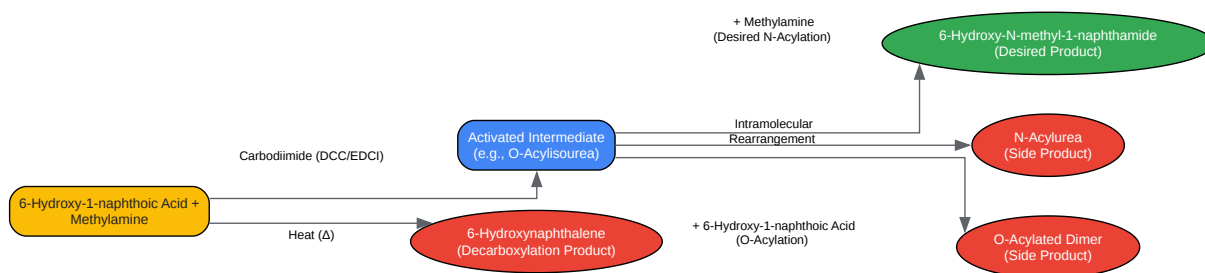 + Methylamine
(Desired N-Acylation)
6-Hydroxy-N-methyl-1-naphthamide
(Desired Product)
Carbodiimide (DCC/EDCI)
Activated Intermediate
(e.g., O-Acylisourea)
Intramolecular
Rearrangement
N-Acylurea
(Side Product)
6-Hydroxy-1-naphthoic Acid +
Methylamine
Heat (Δ)
6-Hydroxynaphthalene
(Decarboxylation Product)
+ 6-Hydroxy-1-naphthoic Acid
(O-Acylation)
O-Acylated Dimer
(Side Product)